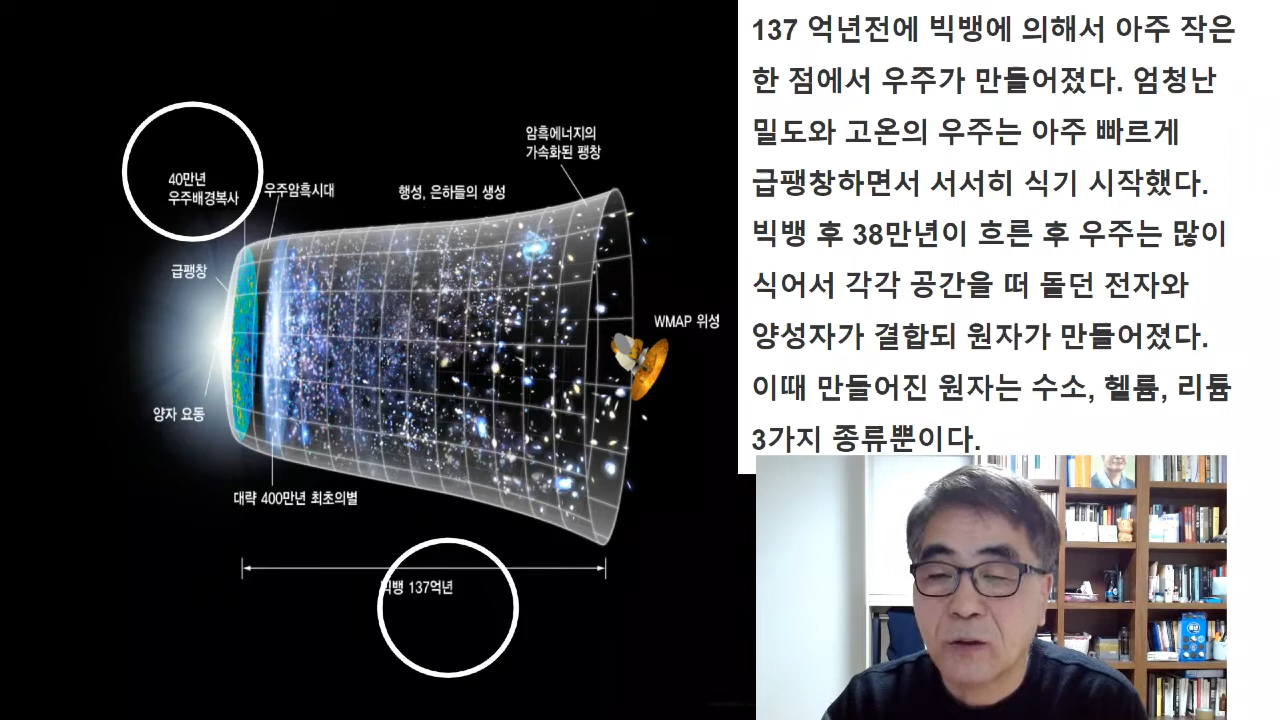 137 억년전에 빅뱅에 의해서 아주 작은
한 점에서 우주가 만들어졌다. 엄청난
밀도와 고온의 우주는 아주 빠르게
급팽창하면서 서서히 식기 시작했다.
빅뱅 후 38만년이 흐른 후 우주는 많이
식어서 각각 공간을 떠 돌던 전자와
양성자가 결합되 원자가 만들어졌다.
이때 만들어진 원자는 수소, 헬륨, 리튬
3가지 종류뿐이다.
암흑에너지의
가속화된 팽창
40만년
우주배경복사
우주암흑시대
행성, 은하들의 생성
급팽창
WMAP 위성
양자 요동
대략 400만년 최초의별
빅뱅 137억년